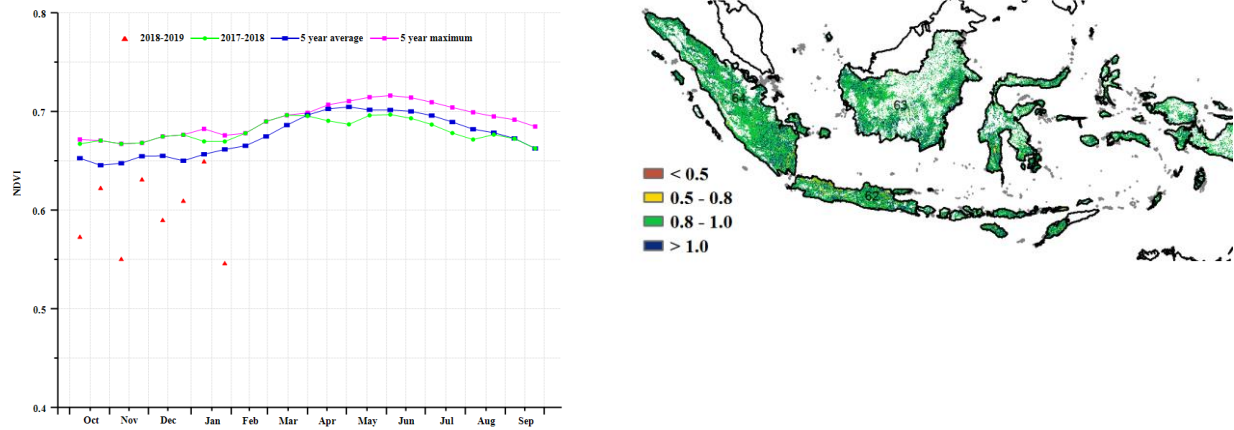 0.8
2018-2019 2017-2018 5 year average 5 year maximum
0.7
NDVI
0.6
0.5
0.4
Oct Nov Dec Jan Feb Mar Apr May Jun Jul Aug Sep
64
63
62
< 0.5
0.5 - 0.8
0.8 - 1.0
> 1.0